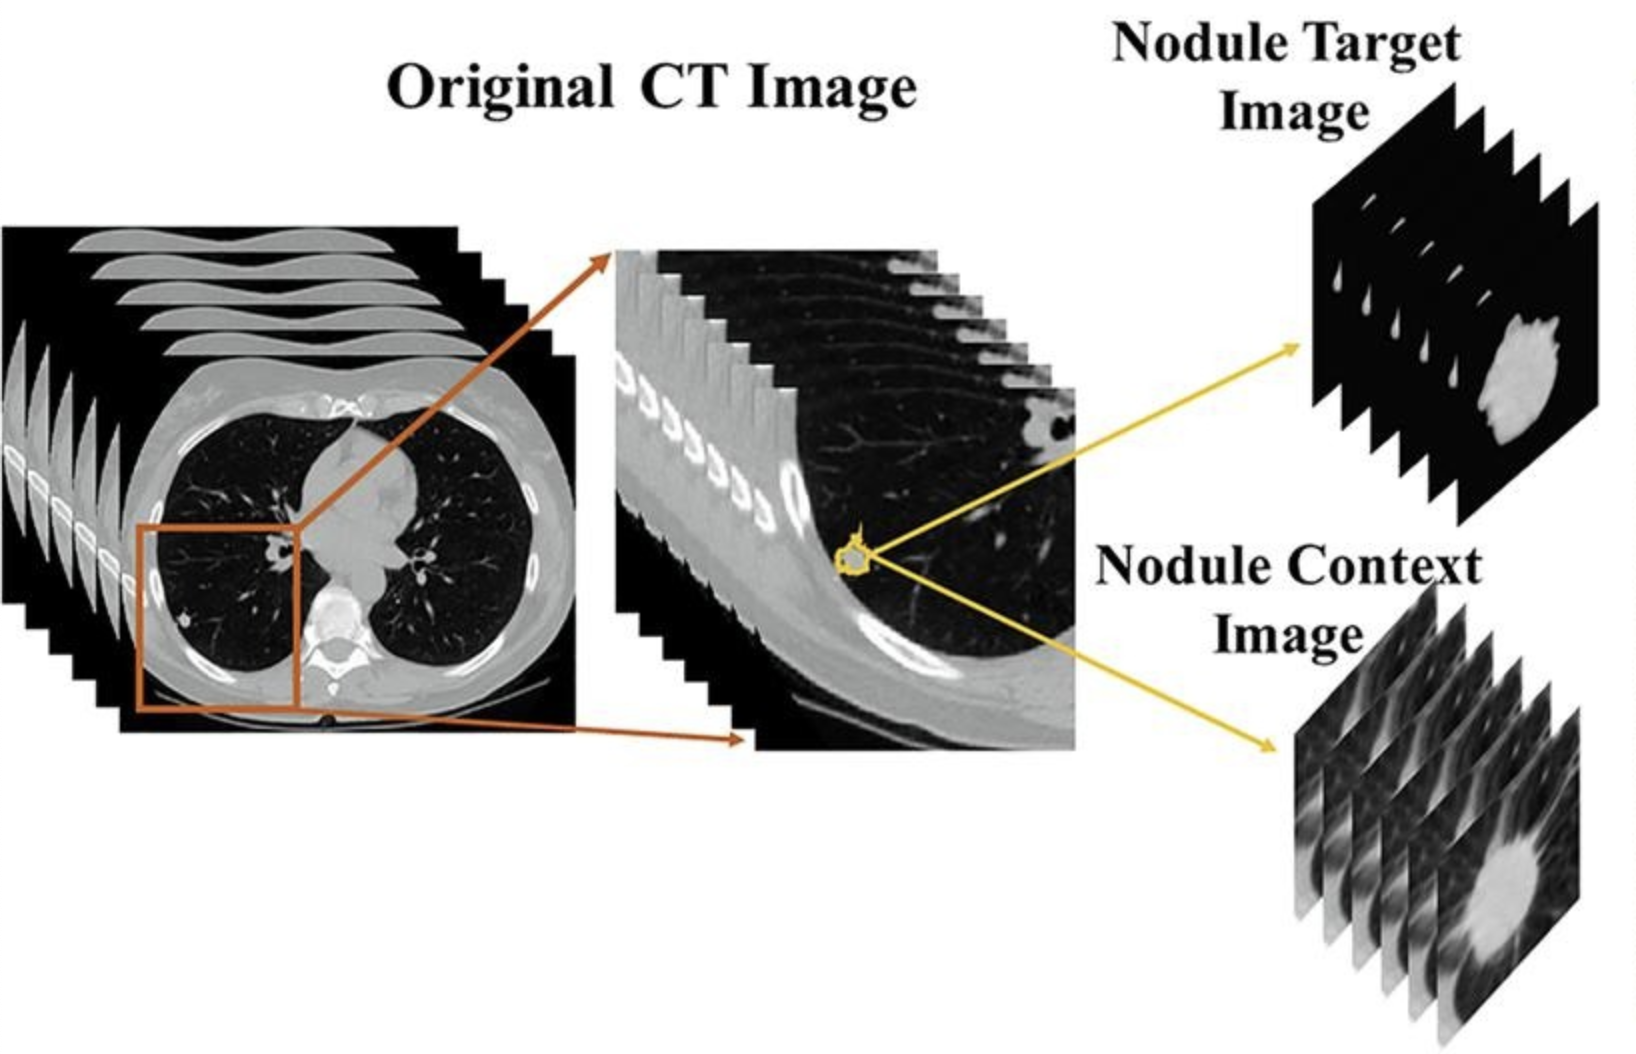 Original CT Image
Nodule Target
Image
Nodule Context
Image